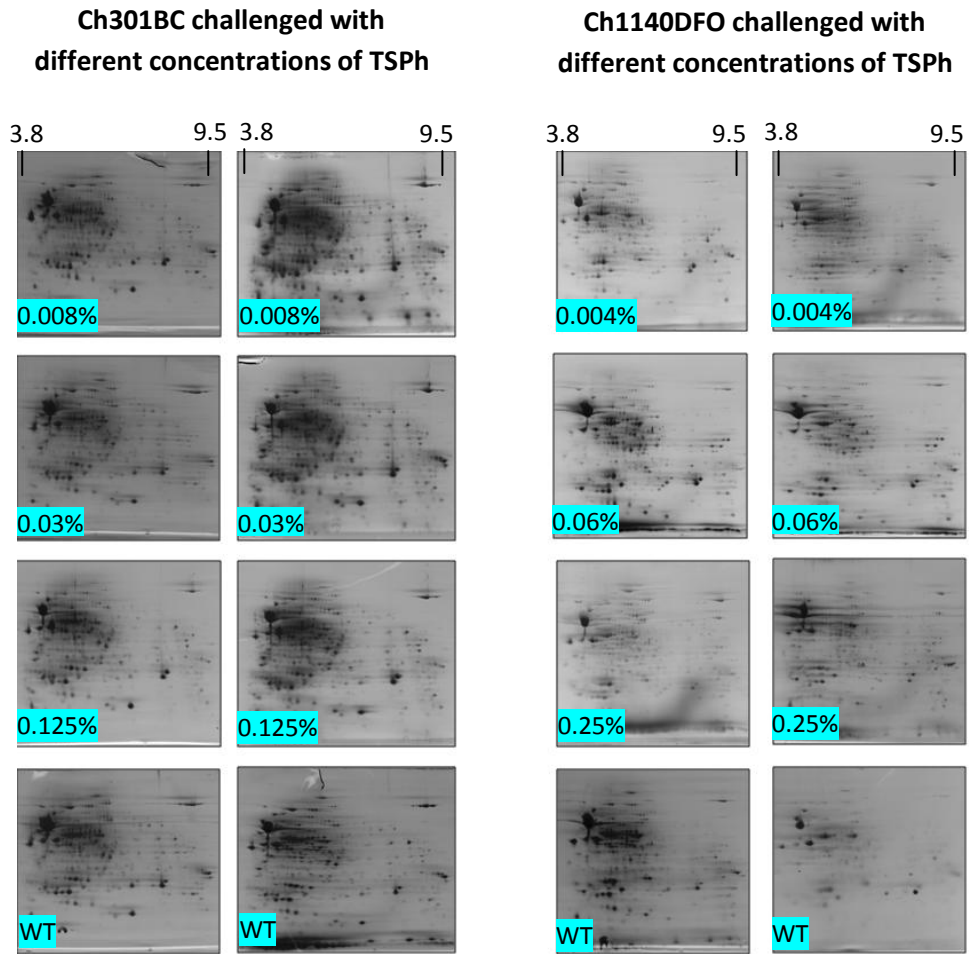 Ch301BC challenged with
different concentrations of TSPh
Ch1140DFO challenged with
different concentrations of TSPh
3.8 9.5 3.8 9.5 3.8 9.5 3.8 9.5
0.008% 0.008% 0.004% 0.004%
0.03% 0.03% 0.06% 0.06%
0.125% 0.125% 0.25% 0.25%
WT WT WT WT